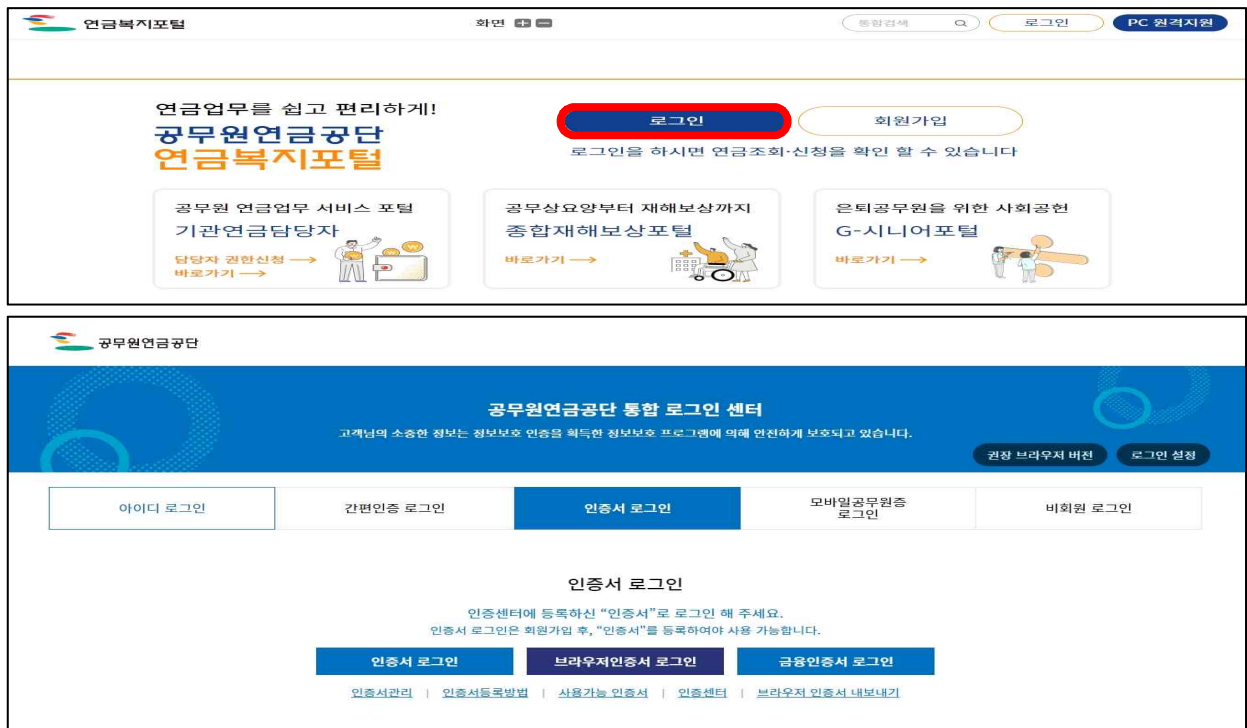 연금복지포털
화면
통합검색
로그인
PC 원격지원
연금업무를 쉽고 편리하게!
공무원연금공단
연금복지포털
로그인
회원가입
로그인을 하시면 연금조회·신청을 확인 할 수 있습니다
공무원 연금업무 서비스 포털
기관연금담당자
담당자 권한신청
바로가기
공무상요양부터 재해보상까지
종합재해보상포털
바로가기
은퇴공무원을 위한 사회공헌
G-시니어포털
바로가기
공무원연금공단
공무원연금공단 통합 로그인 센터
고객님의 소중한 정보는 정보보호 인증을 획득한 정보보호 프로그램에 의해 안전하게 보호되고 있습니다.
권장 브라우저 버전
로그인 설정
아이디 로그인
간편인증 로그인
인증서 로그인
모바일공무원증
로그인
비회원 로그인
인증서 로그인
인증센터에 등록하신 “인증서”로 로그인 해 주세요.
인증서 로그인은 회원가입 후, “인증서”를 등록하여야 사용 가능합니다.
인증서 로그인
브라우저인증서 로그인
금융인증서 로그인
인증서관리 | 인증서등록방법 | 사용가능 인증서 | 인증센터 | 브라우저 인증서 내보내기